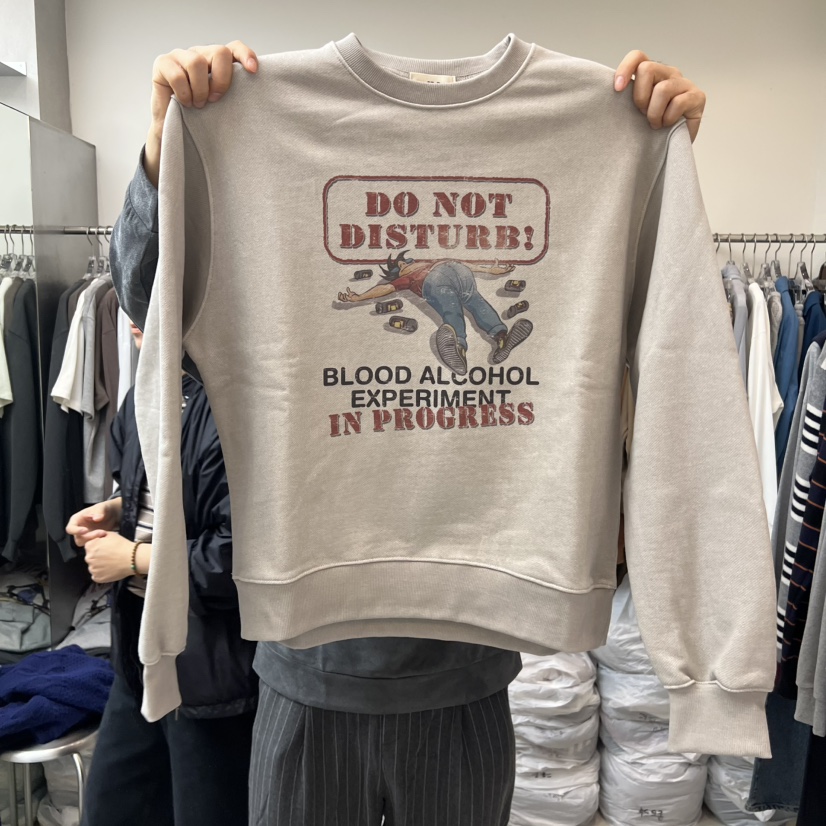 DO NOT
DISTURB!
BLOOD ALCOHOL
EXPERIMENT
IN PROGRESS